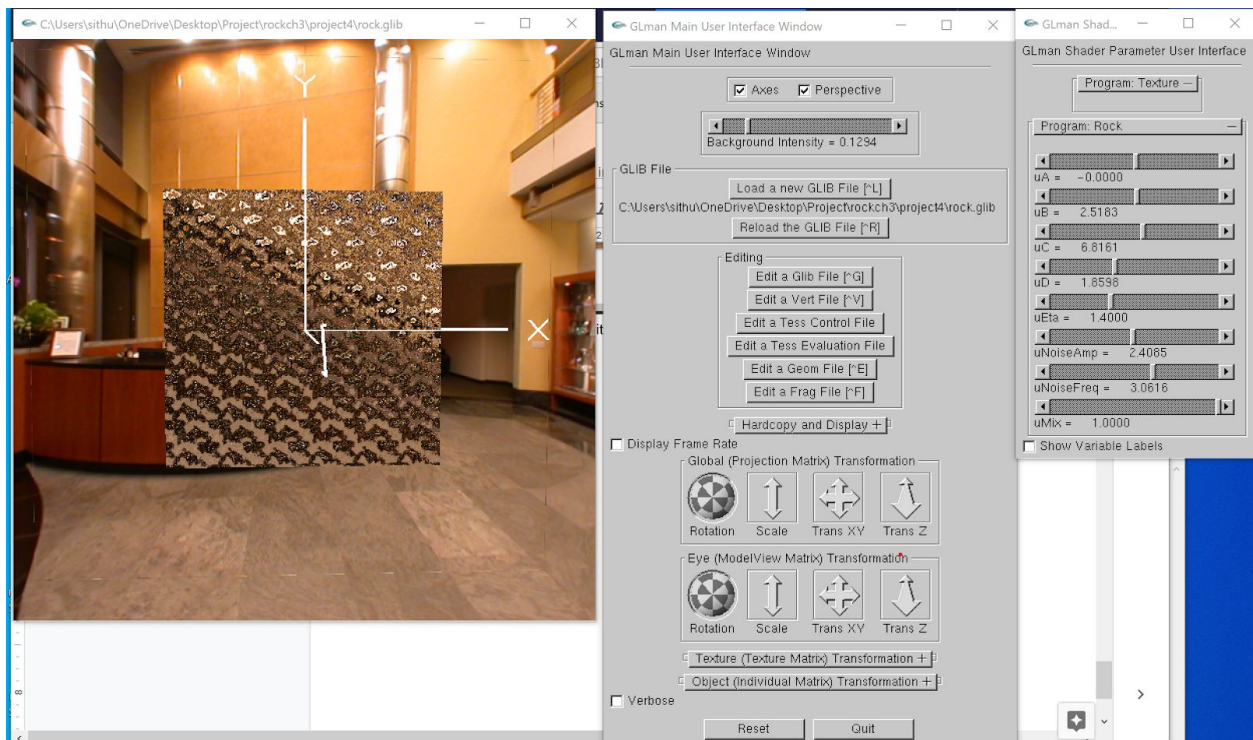 C:\Users\sithu\OneDrive\Desktop\Project\rockch3\project4\rock.glib
Y
X
GLman Main User Interface Window
GLman Main User Interface Window
Axes
Perspective
Background Intensity = 0.1294
GLIB File
Load a new GLIB File [^L]
C:\Users\sithu\OneDrive\Desktop\Project\rockch3\project4\rock.glib
Reload the GLIB File [^R]
Editing
Edit a Glib File [^G]
Edit a Vert File [^V]
Edit a Tess Control File
Edit a Tess Evaluation File
Edit a Geom File [^E]
Edit a Frag File [^F]
Hardcopy and Display +
Display Frame Rate
Global (Projection Matrix) Transformation
Rotation Scale Trans XY Trans Z
Eye (ModelView Matrix) Transformation
Rotation Scale Trans XY Trans Z
Texture (Texture Matrix) Transformation +
Object (Individual Matrix) Transformation +
Verbose
Reset Quit
GLman Shad...
GLman Shader Parameter User Interface
Program: Texture −
Program: Rock −
uA = -0.0000
uB = 2.5183
uC = 6.8161
uD = 1.8598
uEta = 1.4000
uNoiseAmp = 2.4085
uNoiseFreq = 3.0616
uMix = 1.0000
Show Variable Labels
8